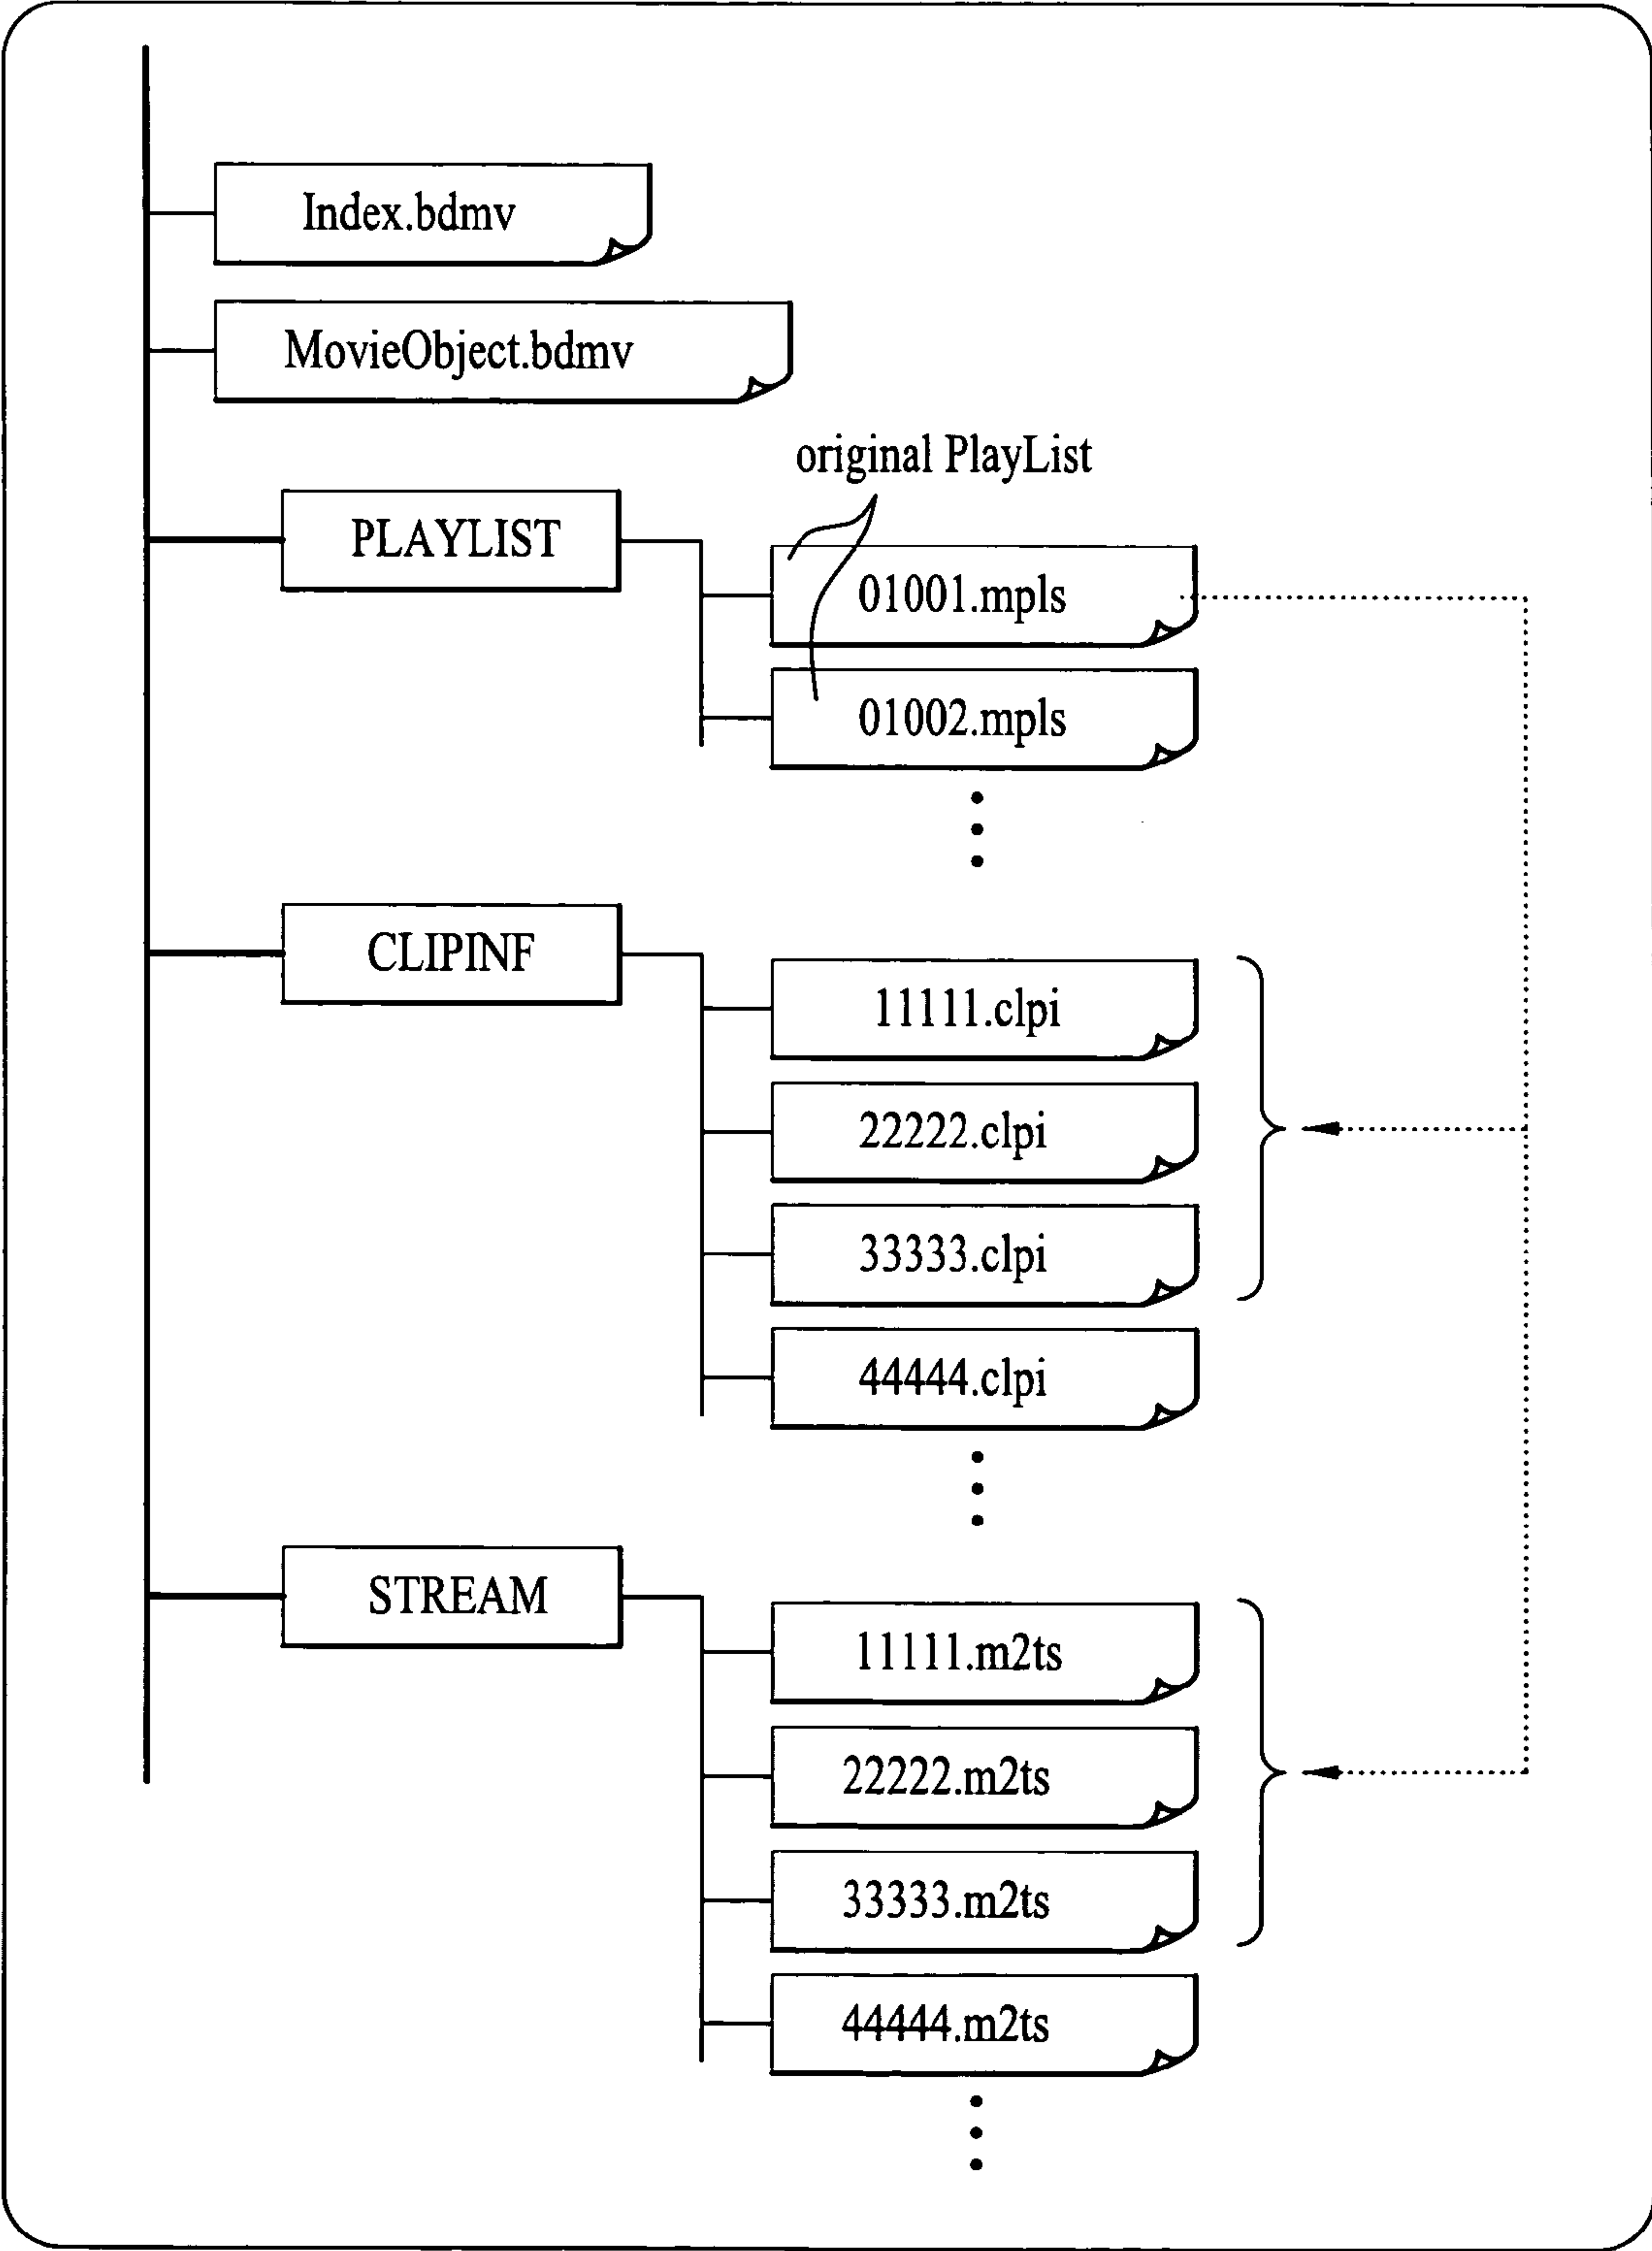 Index.bdmv
MovieObject.bdmv
original PlayList
PLAYLIST
01001.mpls
01002.mpls
CLIPINF
11111.clpi
22222.clpi
33333.clpi
44444.clpi
STREAM
11111.m2ts
22222.m2ts
33333.m2ts
44444.m2ts